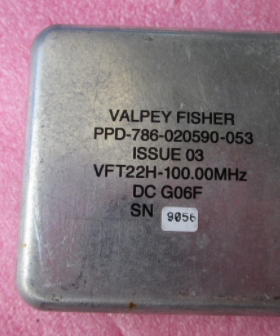 VALPEY FISHER
PPD-786-020590-053
ISSUE 03
VFT22H-100.00MHz
DC G06F
SN 9056